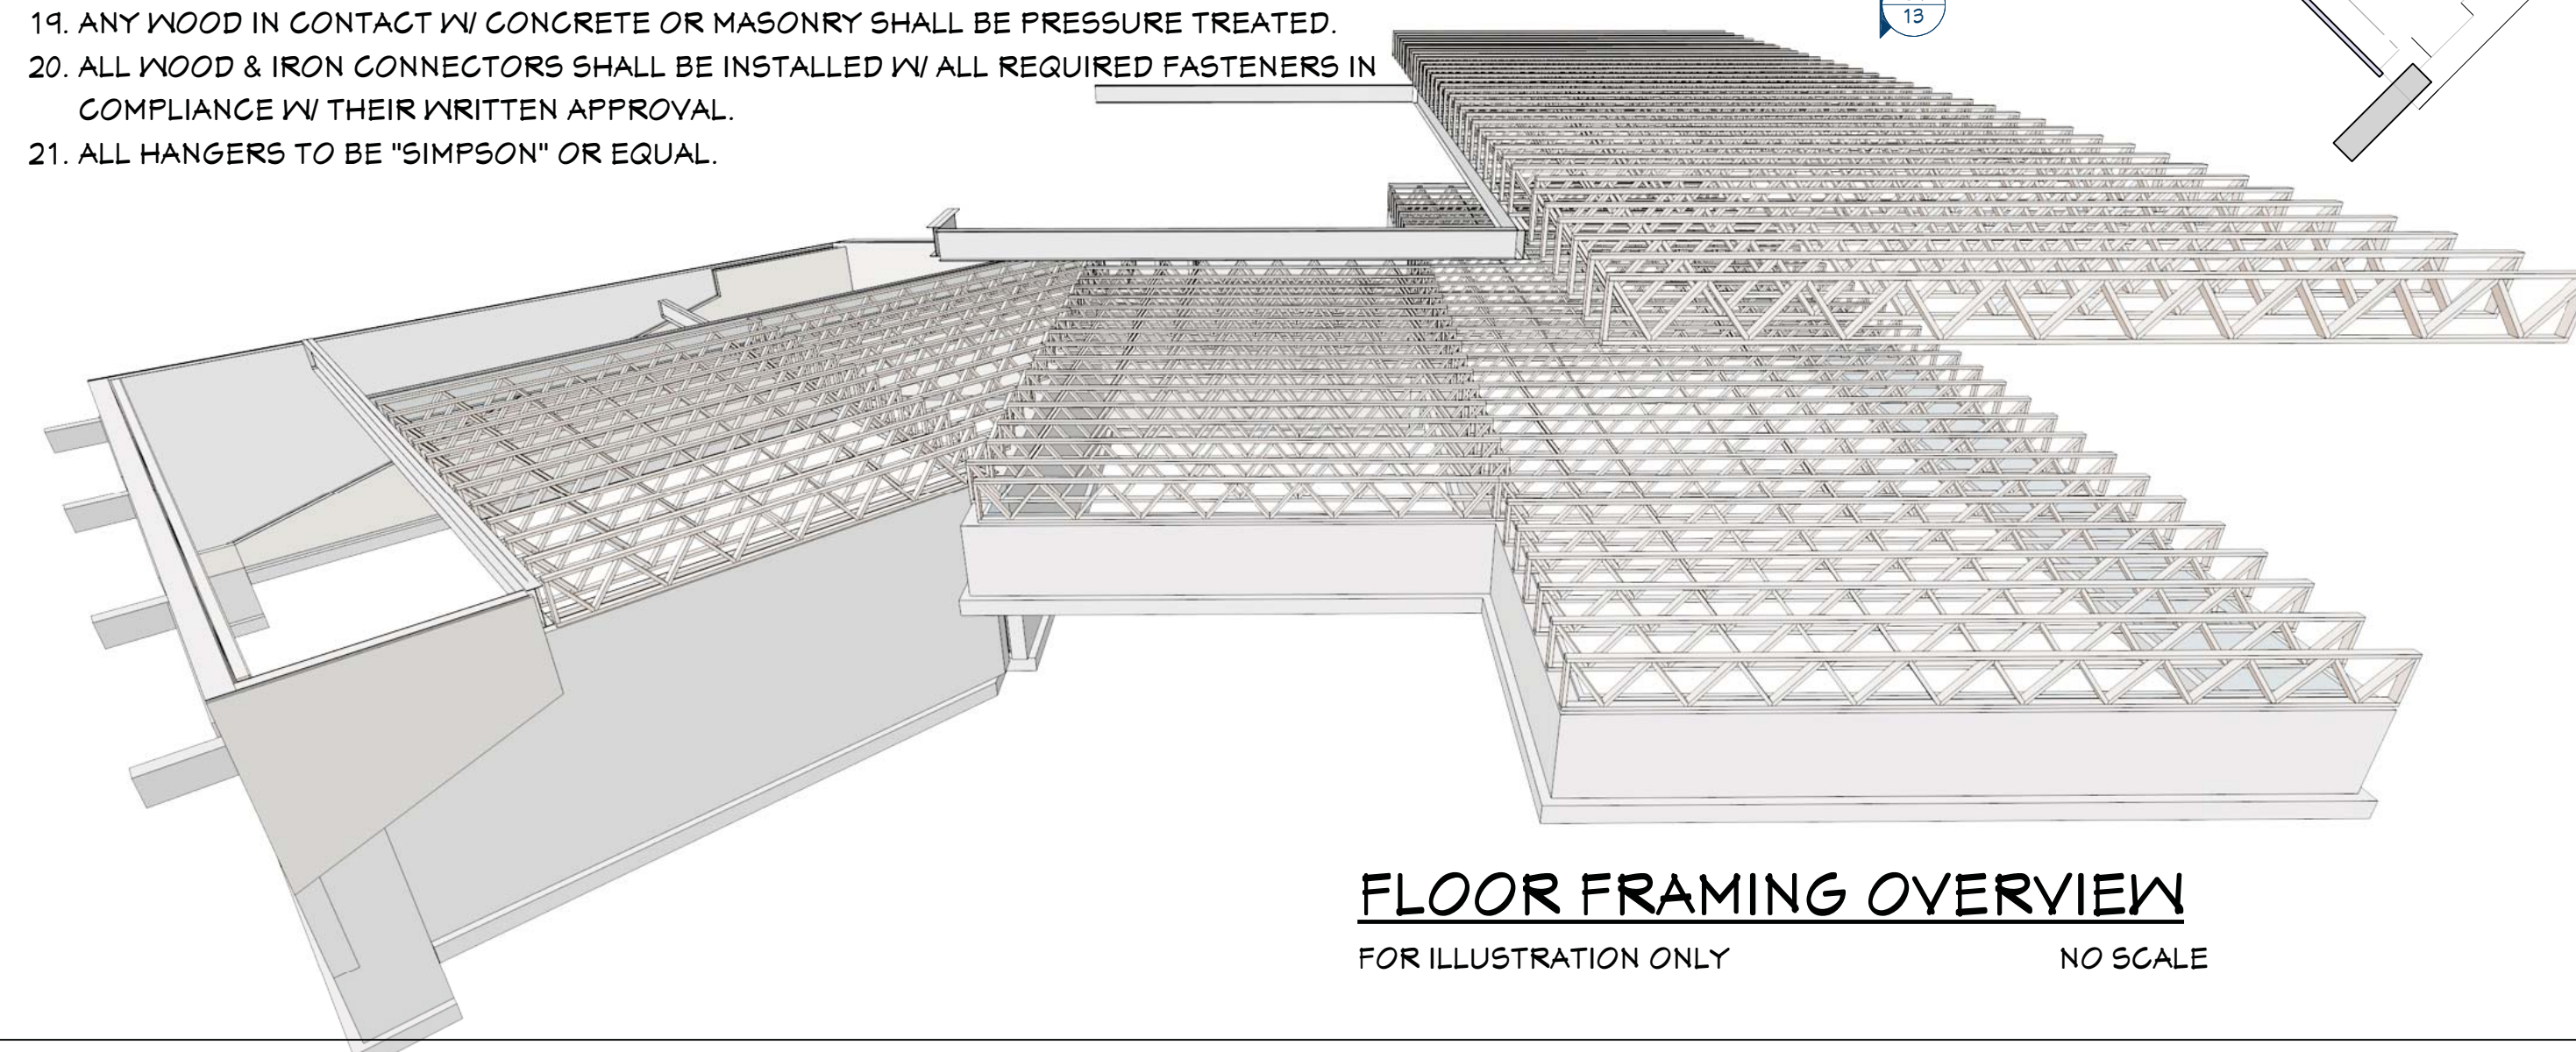 19. ANY WOOD IN CONTACT W/ CONCRETE OR MASONRY SHALL BE PRESSURE TREATED.
20. ALL WOOD & IRON CONNECTORS SHALL BE INSTALLED W/ ALL REQUIRED FASTENERS IN
COMPLIANCE W/ THEIR WRITTEN APPROVAL.
21. ALL HANGERS TO BE "SIMPSON" OR EQUAL.
13
FLOOR FRAMING OVERVIEW
FOR ILLUSTRATION ONLY NO SCALE